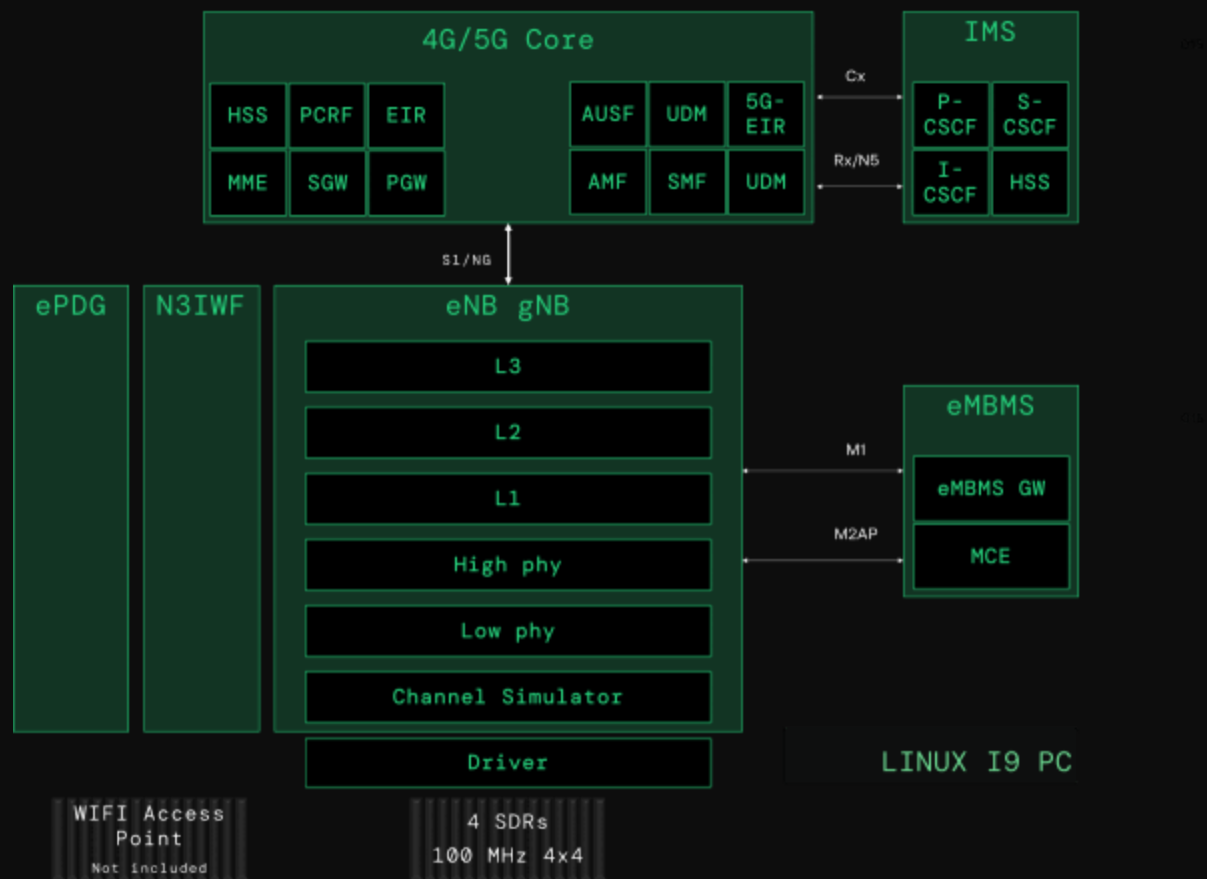 4G/5G Core
HSS
PCRF
EIR
AUSF
UDM
5G-
EIR
MME
SGW
PGW
AMF
SMF
UDM
Cx
Rx/N5
IMS
P-
CSCF
S-
CSCF
I-
CSCF
HSS
S1/NG
ePDG
N3IWF
eNB gNB
L3
L2
L1
High phy
Low phy
Channel Simulator
Driver
M1
M2AP
eMBMS
eMBMS GW
MCE
LINUX I9 PC
WIFI Access
Point
Not included
4 SDRs
100 MHz 4x4